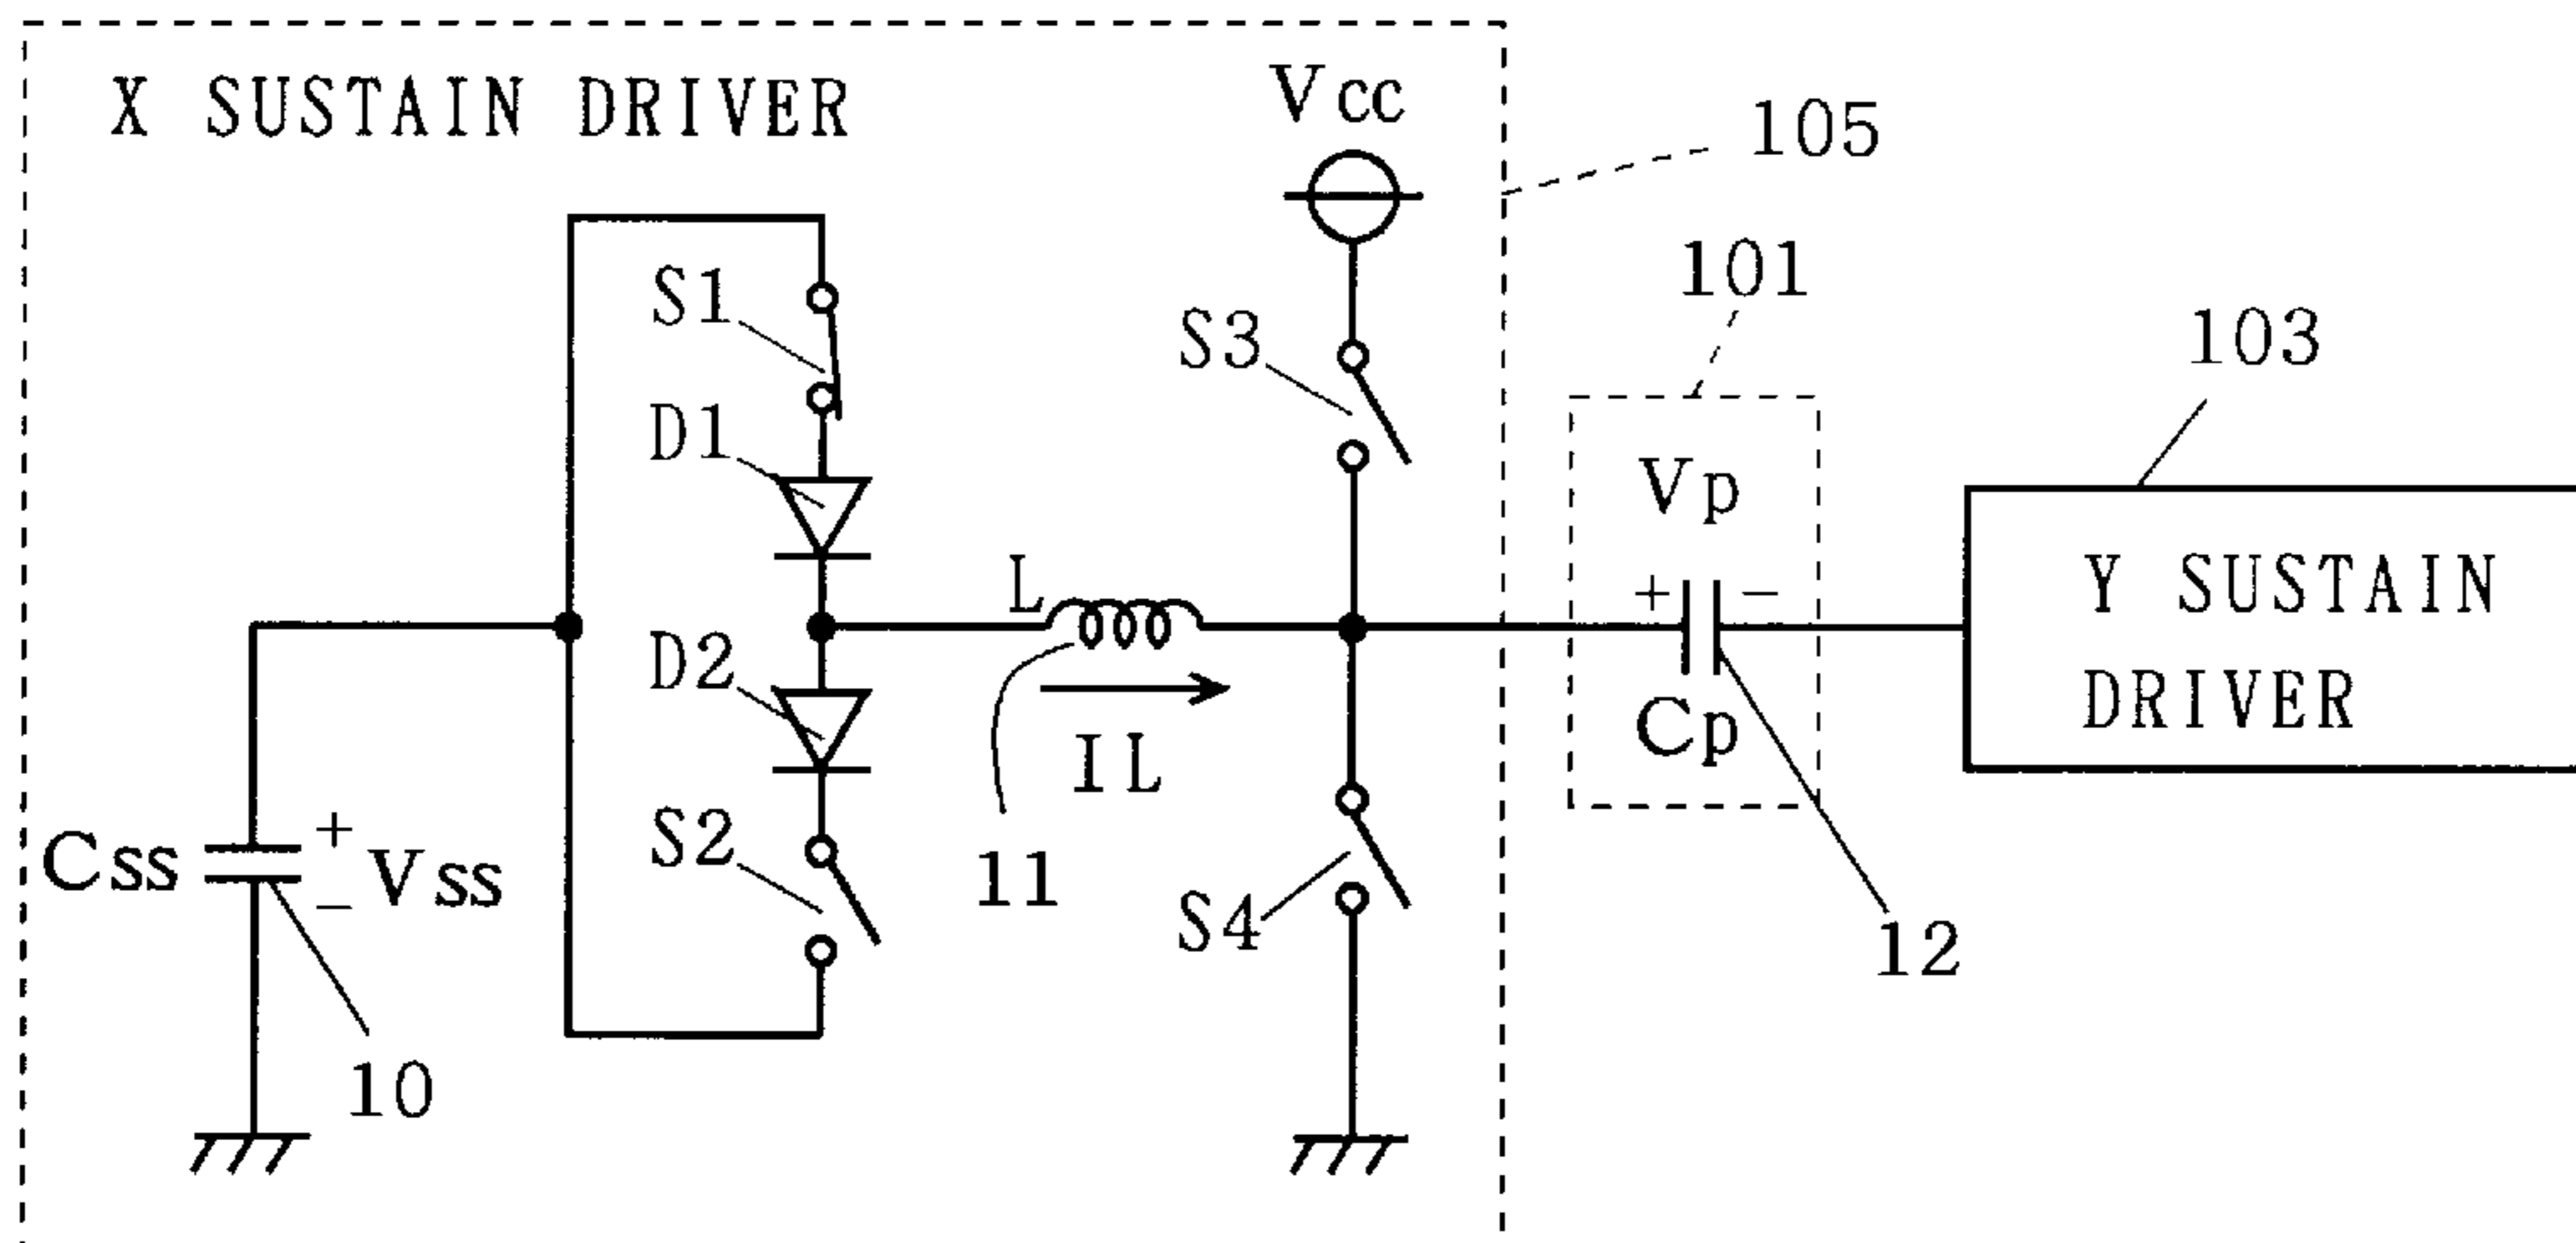 X SUSTAIN DRIVER
Vcc
105
101
103
S1
S3
D1
Vp
+ -
L
Y SUSTAIN
DRIVER
D2
IL
Cp
S2
Css
+
Vss
-
11
S4
12
10